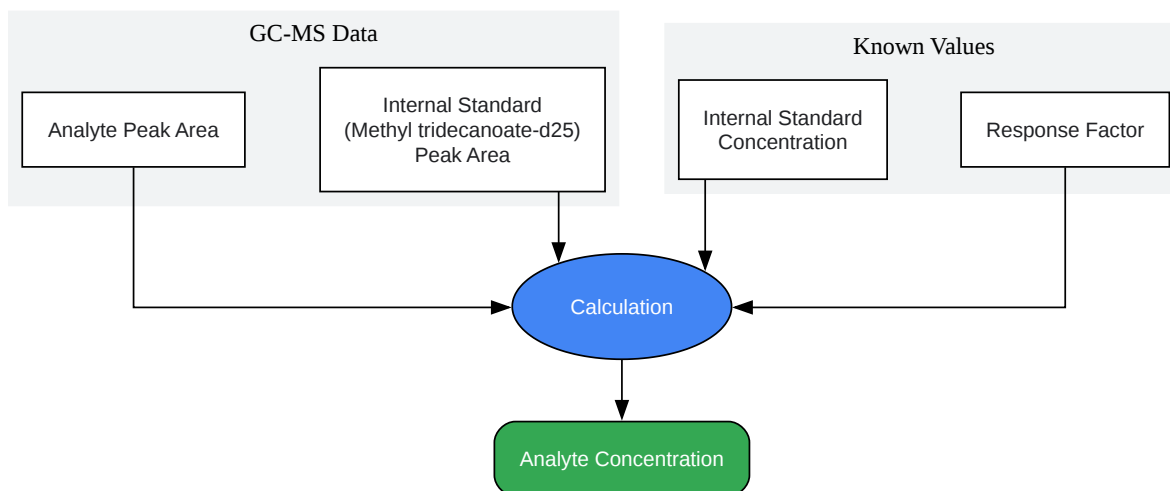 GC-MS Data
Known Values
Analyte Peak Area
Internal Standard
(Methyl tridecanoate-d25)
Peak Area
Internal Standard
Concentration
Response Factor
Calculation
Analyte Concentration